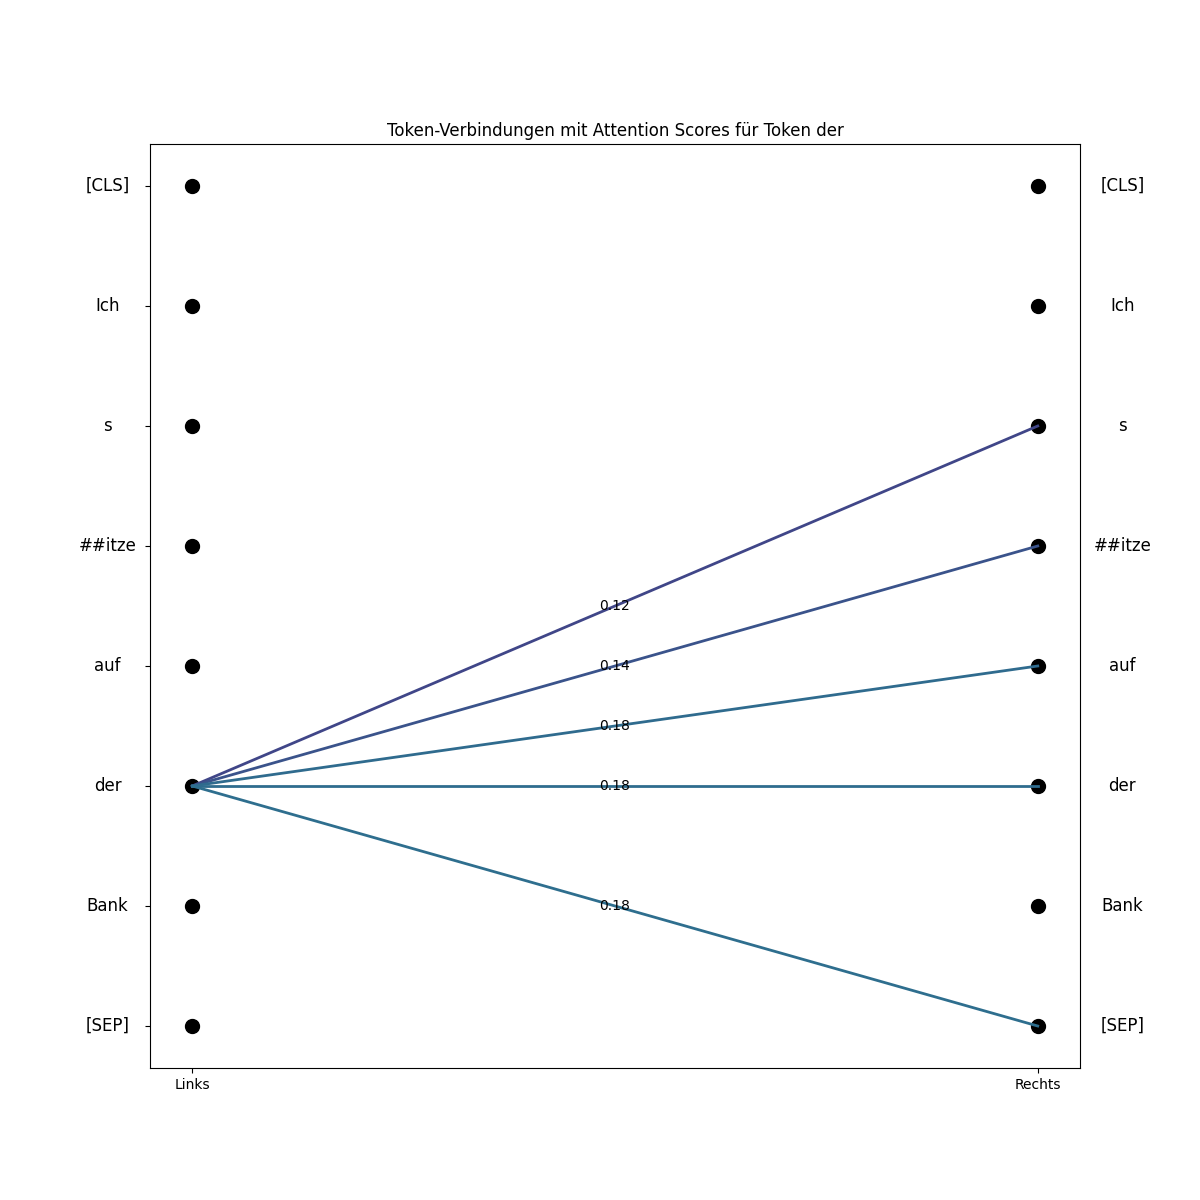 Token-Verbindungen mit Attention Scores für Token der
[CLS] [CLS]
Ich Ich
s s
##itze ##itze
0.12
auf 0.14 auf
0.18
der 0.18 der
Bank 0.18 Bank
[SEP] [SEP]
Links Rechts